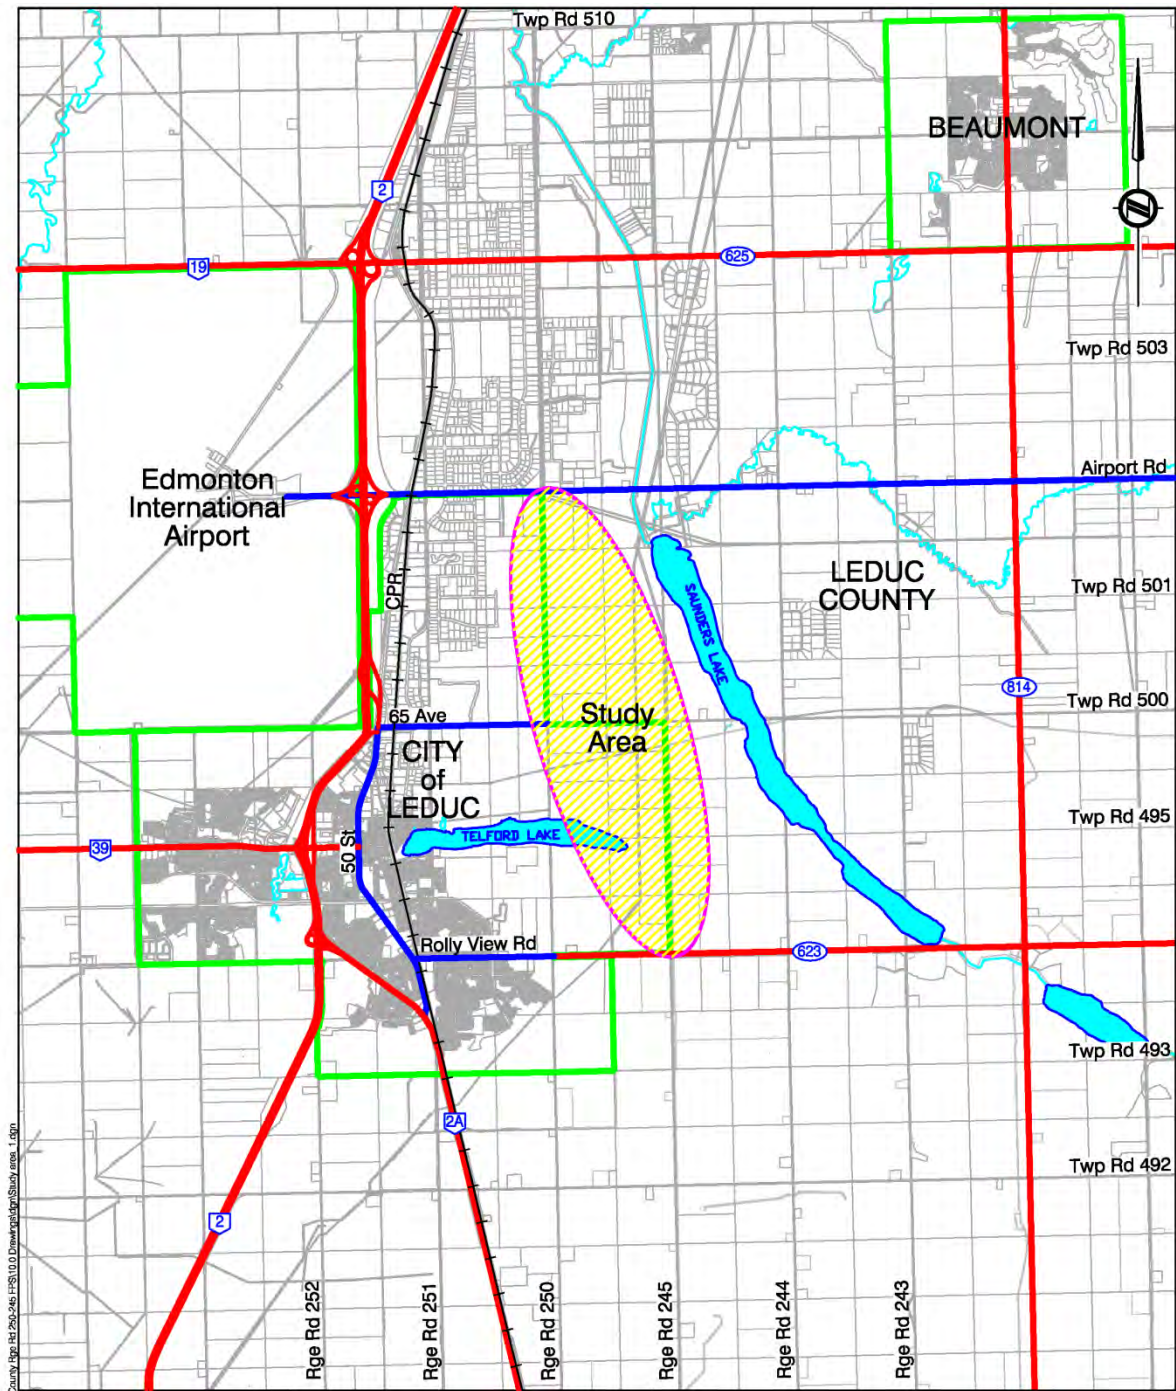 Twp Rd 510
BEAUMONT
2
19
625
Twp Rd 503
Airport Rd
Edmonton
International
Airport
CPR
LEDUC
COUNTY
Twp Rd 501
SAUNDERS LAKE
814
Twp Rd 500
65 Ave
Study
Area
CITY
of
LEDUC
Twp Rd 495
TELFORD LAKE
39
50 St
Rolly View Rd
623
Twp Rd 493
2A
Twp Rd 492
2
Rge Rd 252
Rge Rd 251
Rge Rd 250
Rge Rd 245
Rge Rd 244
Rge Rd 243